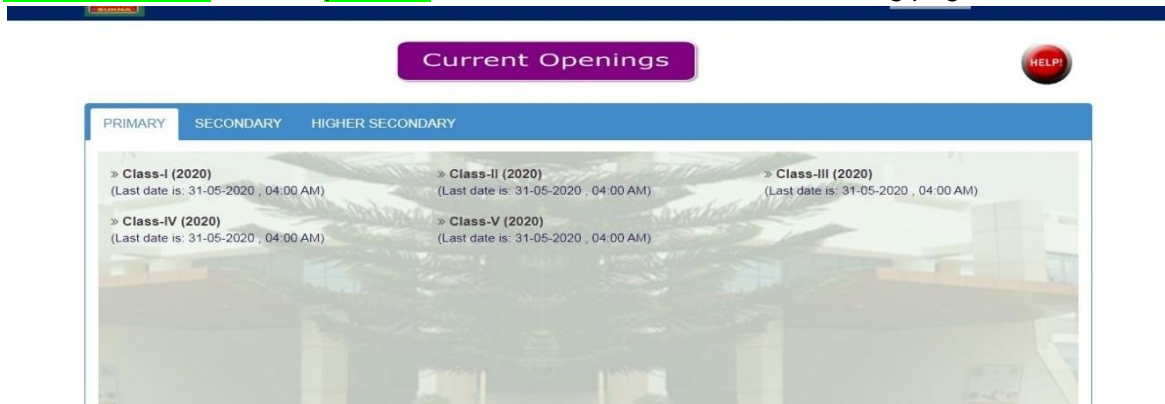 Current Openings
HELP!
PRIMARY SECONDARY HIGHER SECONDARY
» Class-I (2020) » Class-II (2020) » Class-III (2020)
(Last date is: 31-05-2020 , 04:00 AM) (Last date is: 31-05-2020 , 04:00 AM) (Last date is: 31-05-2020 , 04:00 AM)
» Class-IV (2020) » Class-V (2020)
(Last date is: 31-05-2020 , 04:00 AM) (Last date is: 31-05-2020 , 04:00 AM)